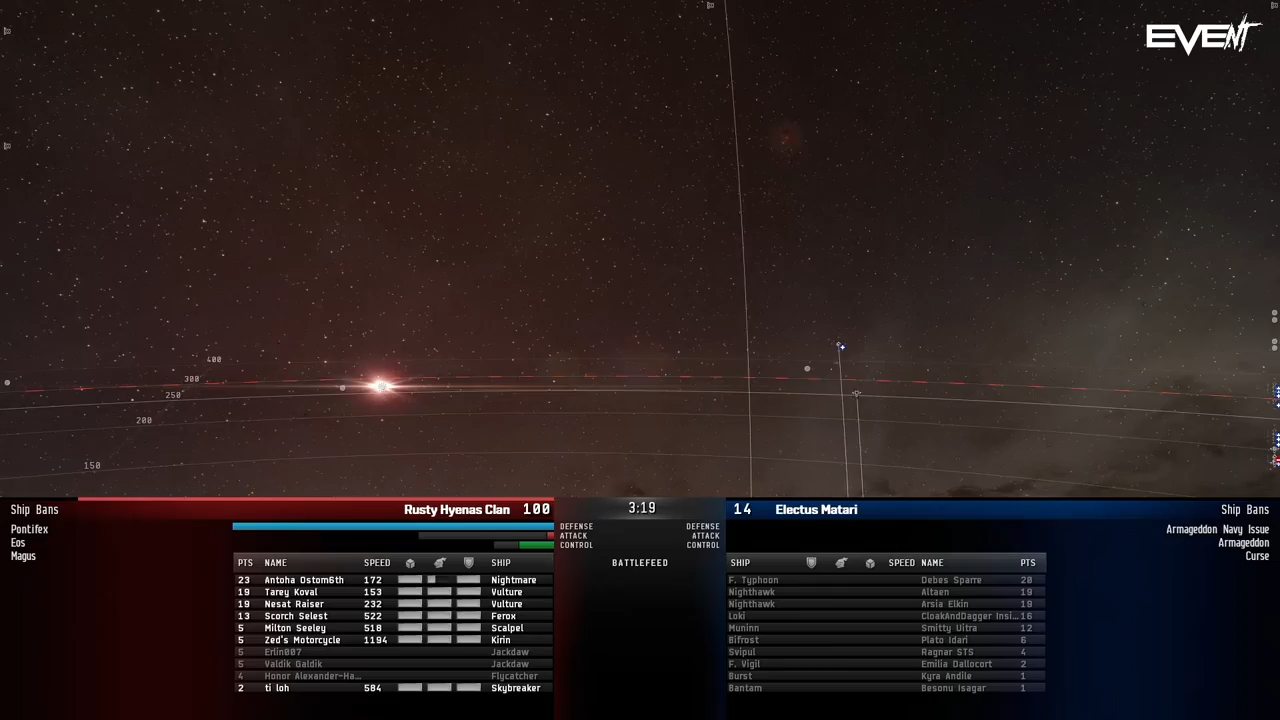 EVENT
400
300
250
200
150
Ship Bans
Rusty Hyenas Clan 100
3:19
14 Electus Matari
Ship Bans
Pontifex
Eos
Magus
DEFENSE
ATTACK
CONTROL
DEFENSE
ATTACK
CONTROL
Armageddon Navy Issue
Armageddon
Curse
BATTLEFEED
PTS NAME SPEED SHIP
23 Antoha Ostom6th 172 Nightmare
19 Tarey Koval 153 Vulture
19 Nesat Raiser 232 Vulture
13 Scorch Selest 522 Ferox
5 Milton Seeley 518 Scalpel
5 Zed's Motorcycle 1194 Kirin
5 Erlin007 Jackdaw
5 Valdik Galdik Jackdaw
4 Honor Alexander-Ha... Flycatcher
2 ti loh 584 Skybreaker
SHIP SPEED NAME PTS
F. Typhoon Debes Sparre 20
Nighthawk Altaen 19
Nighthawk Arsia Elkin 19
Loki CloakAndDagger Insi... 16
Muninn Smitty Uitra 12
Bifrost Plato Idari 6
Svipul Ragnar STS 4
F. Vigil Emilia Dallocort 2
Burst Kyra Andile 1
Bantam Besonu Isagar 1